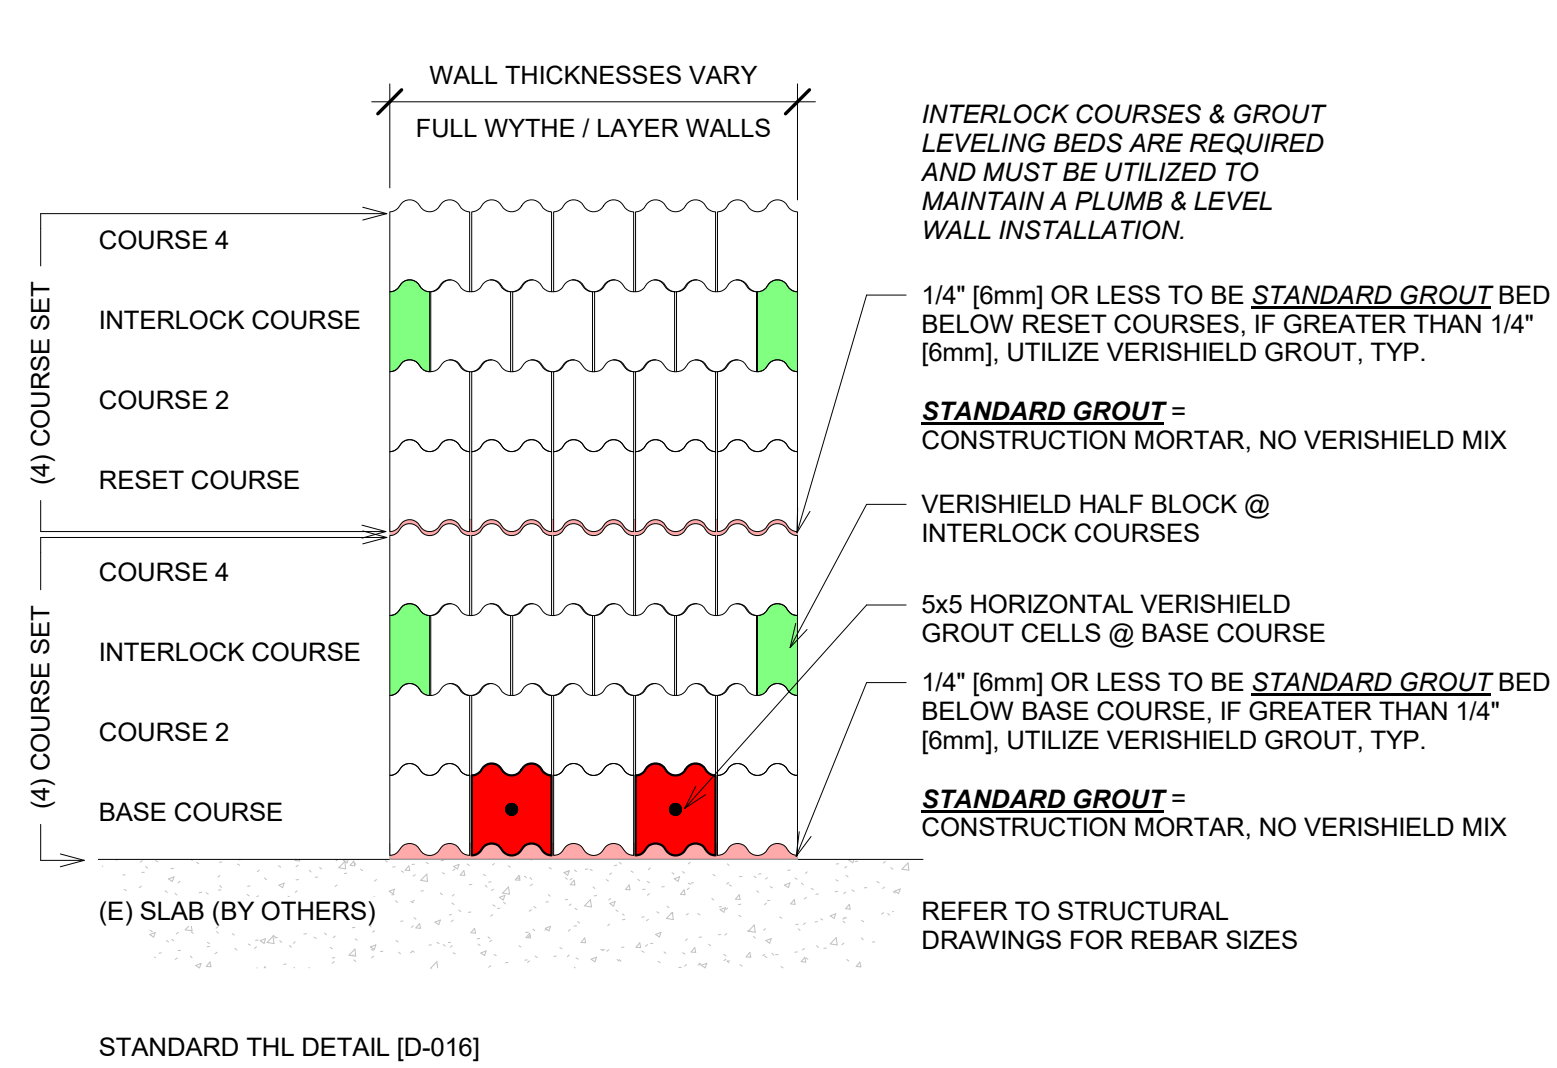 WALL THICKNESSES VARY
FULL WYTHE / LAYER WALLS
(4) COURSE SET
COURSE 4
INTERLOCK COURSE
COURSE 2
RESET COURSE
(4) COURSE SET
COURSE 4
INTERLOCK COURSE
COURSE 2
BASE COURSE
(E) SLAB (BY OTHERS)
INTERLOCK COURSES & GROUT
LEVELING BEDS ARE REQUIRED
AND MUST BE UTILIZED TO
MAINTAIN A PLUMB & LEVEL
WALL INSTALLATION.
1/4" [6mm] OR LESS TO BE STANDARD GROUT BED
BELOW RESET COURSES, IF GREATER THAN 1/4"
[6mm], UTILIZE VERISHIELD GROUT, TYP.
STANDARD GROUT =
CONSTRUCTION MORTAR, NO VERISHIELD MIX
VERISHIELD HALF BLOCK @
INTERLOCK COURSES
5x5 HORIZONTAL VERISHIELD
GROUT CELLS @ BASE COURSE
1/4" [6mm] OR LESS TO BE STANDARD GROUT BED
BELOW BASE COURSE, IF GREATER THAN 1/4"
[6mm], UTILIZE VERISHIELD GROUT, TYP.
STANDARD GROUT =
CONSTRUCTION MORTAR, NO VERISHIELD MIX
REFER TO STRUCTURAL
DRAWINGS FOR REBAR SIZES
STANDARD THL DETAIL [D-016]